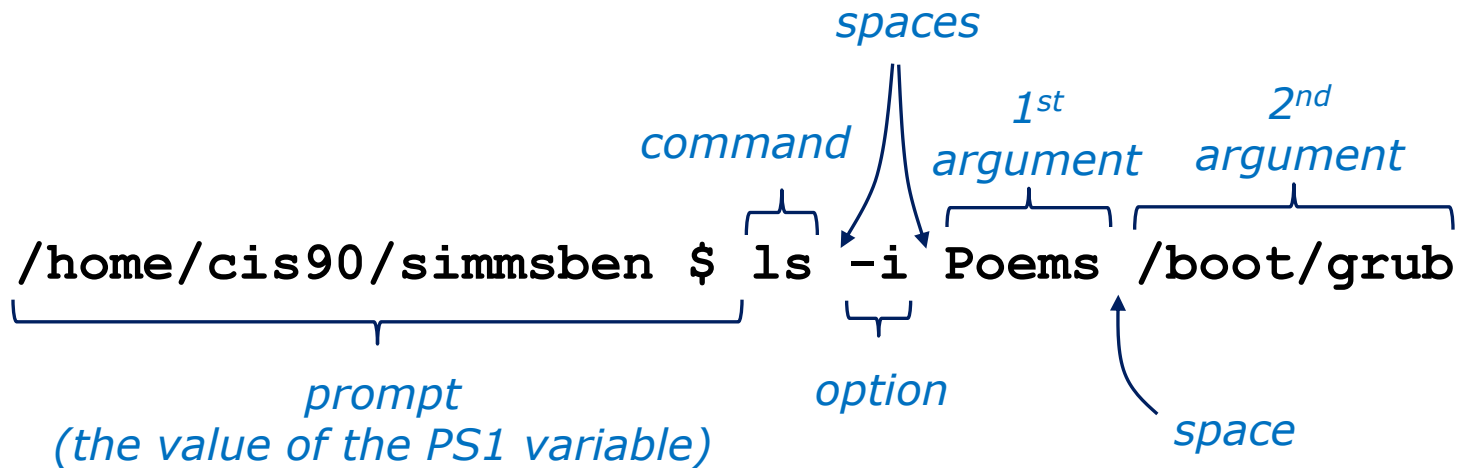 spaces
command
1st
argument
2nd
argument
/home/cis90/simmsben $ ls -i Poems /boot/grub
prompt
(the value of the PS1 variable)
option
space